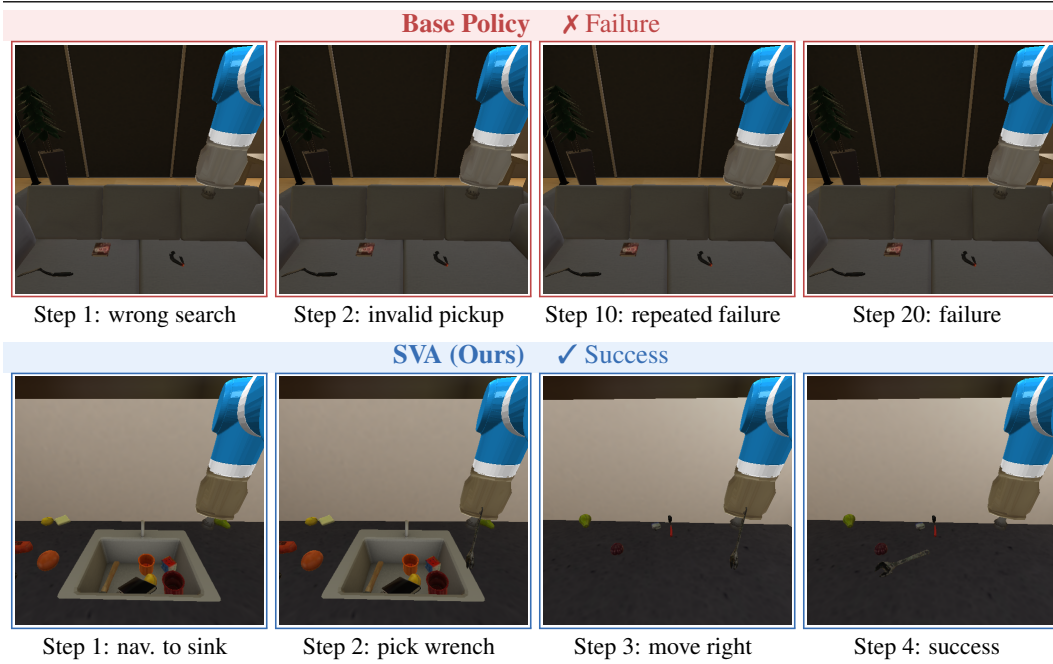 Base Policy ✗ Failure
Step 1: wrong search
Step 2: invalid pickup
Step 10: repeated failure
Step 20: failure
SVA (Ours) ✓ Success
Step 1: nav. to sink
Step 2: pick wrench
Step 3: move right
Step 4: success